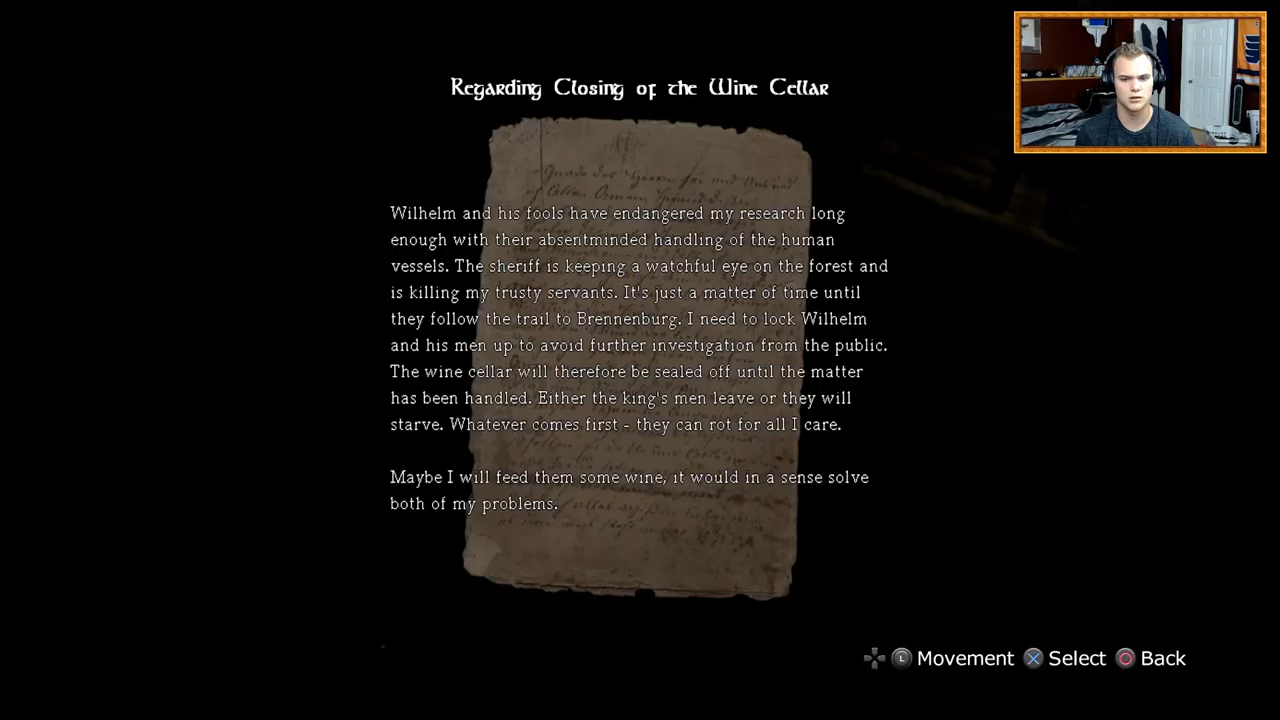 Regarding Closing of the Wine Cellar
Wilhelm and his fools have endangered my research long
enough with their absentminded handling of the human
vessels. The sheriff is keeping a watchful eye on the forest and
is killing my trusty servants. It's just a matter of time until
they follow the trail to Brennenburg. I need to lock Wilhelm
and his men up to avoid further investigation from the public.
The wine cellar will therefore be sealed off until the matter
has been handled. Either the king's men leave or they will
starve. Whatever comes first - they can rot for all I care.
Maybe I will feed them some wine, it would in a sense solve
both of my problems.
L Movement Select Back